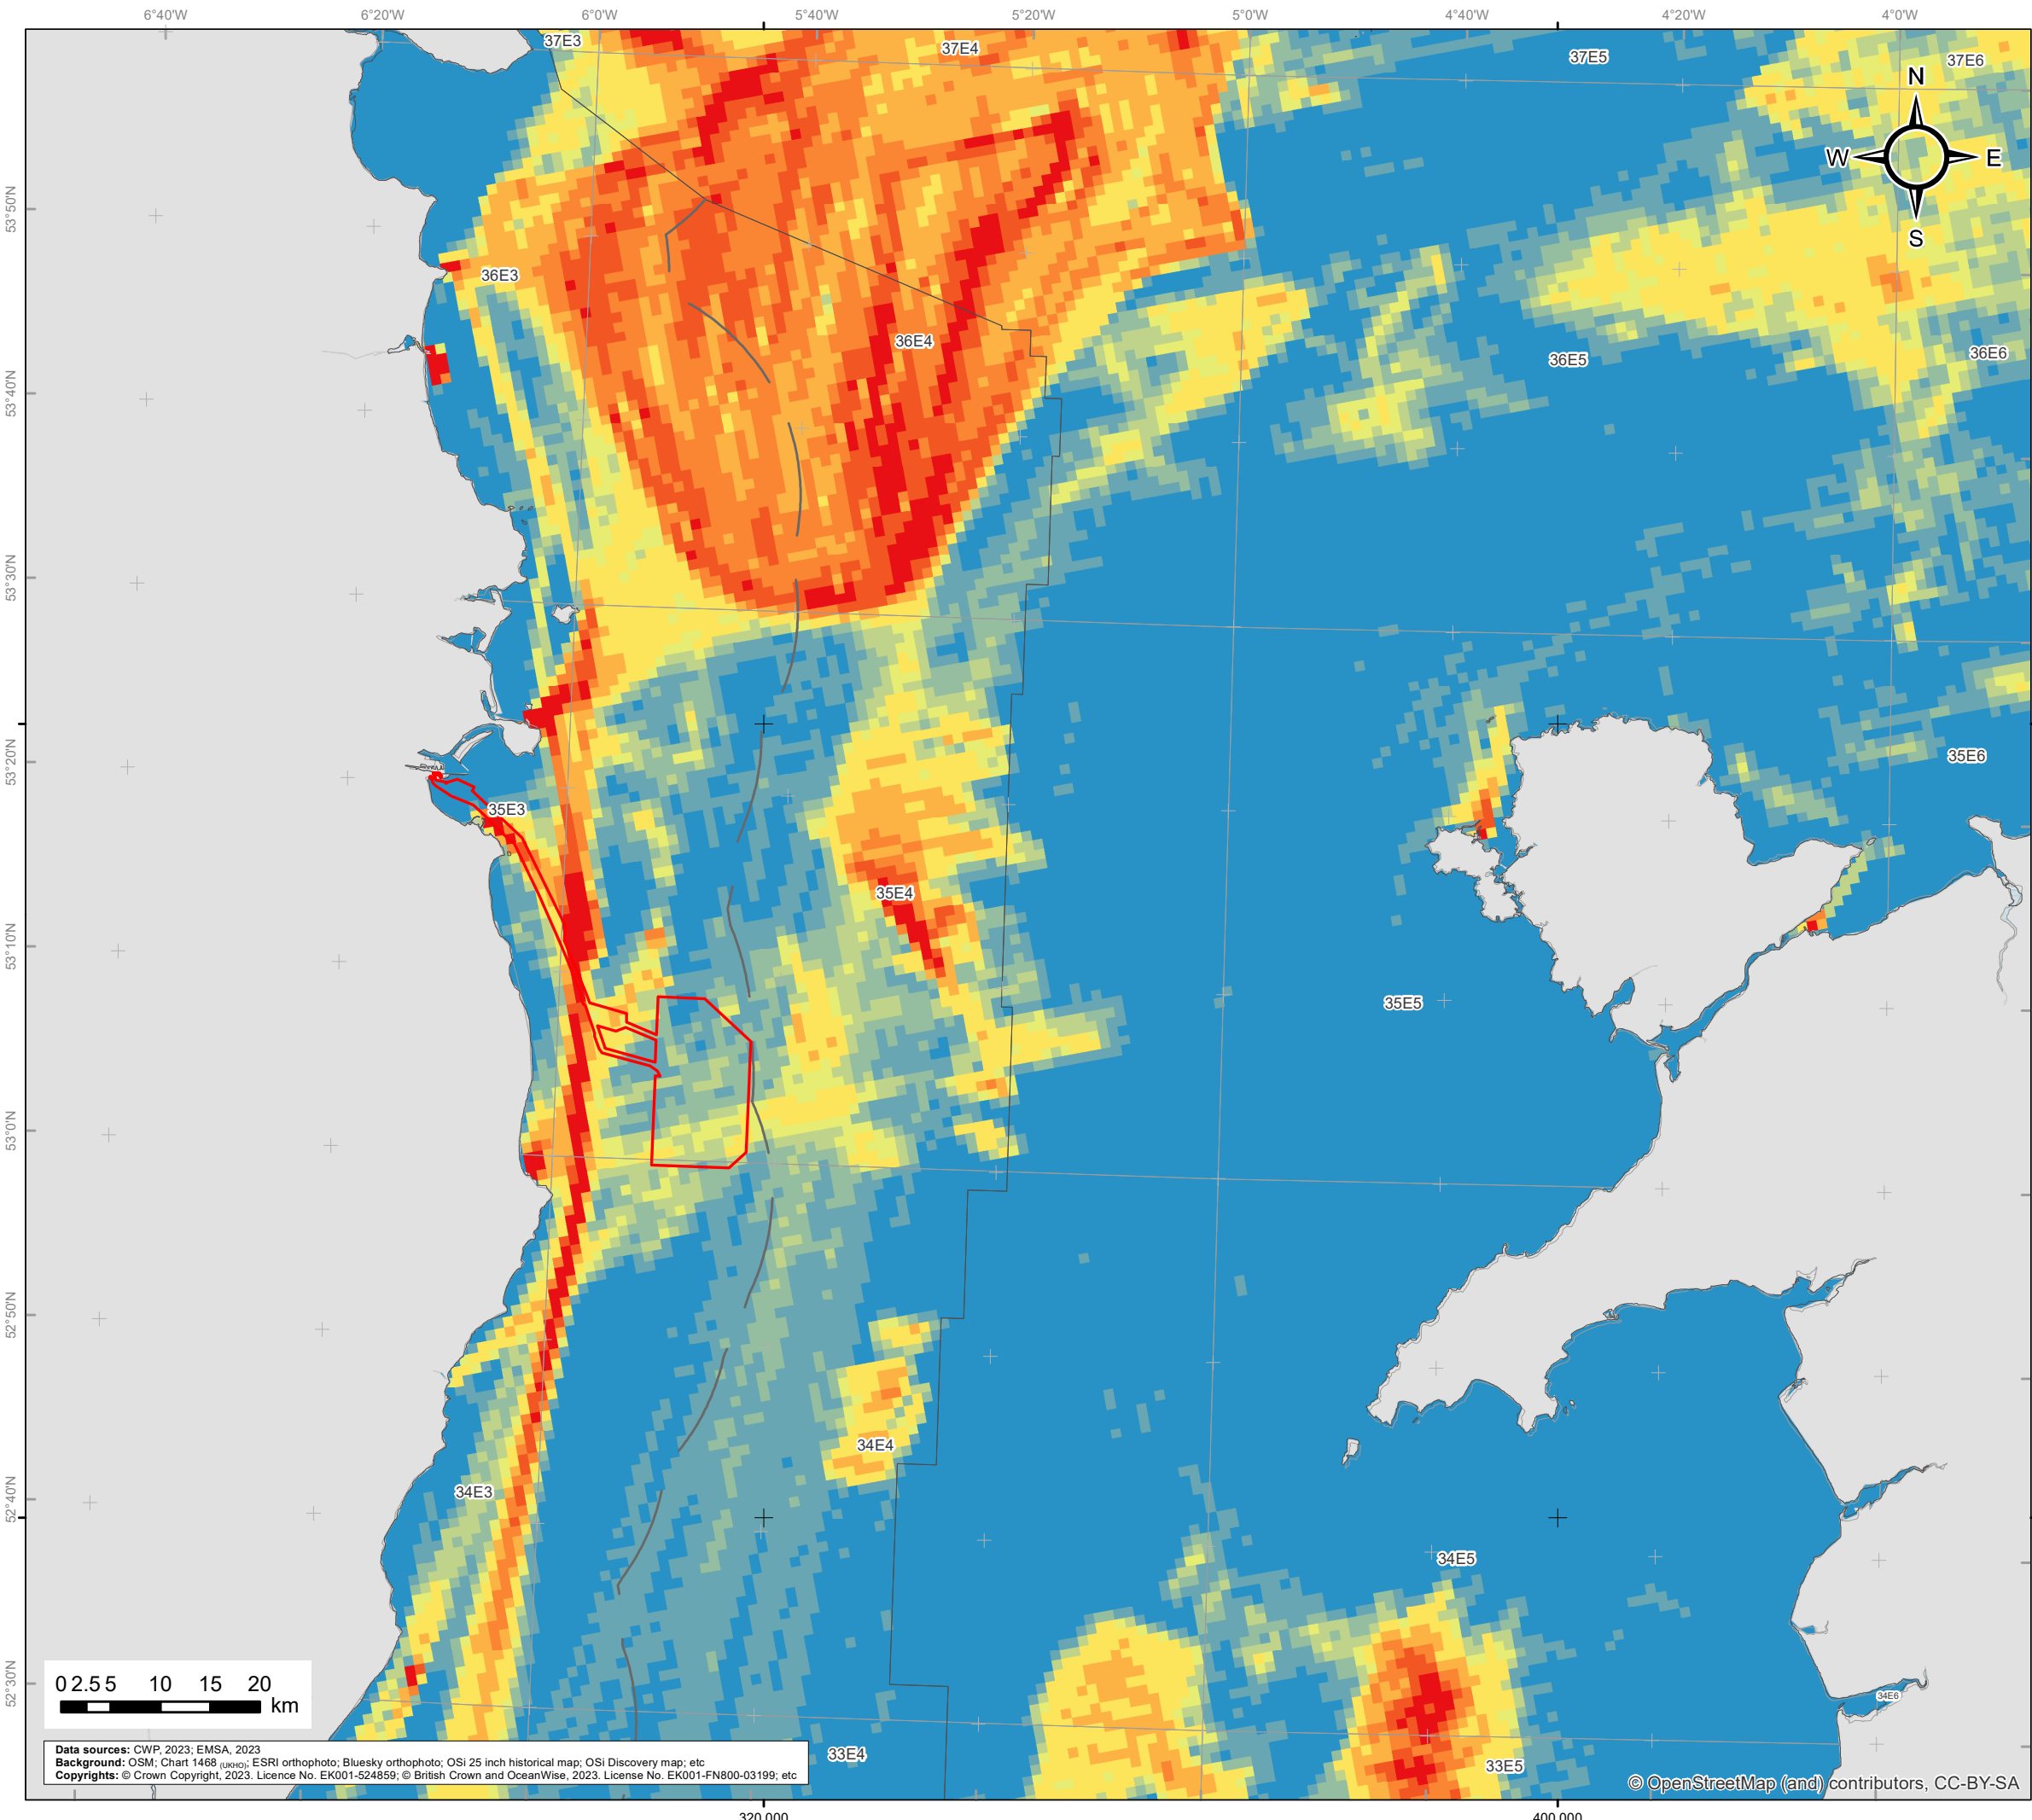 6°40'W 6°20'W 6°0'W 5°40'W 5°20'W 5°0'W 4°40'W 4°20'W 4°0'W
37E3 37E4 37E5 37E6
N
W E
S
53°50'N
36E3
36E4 36E5 36E6
53°40'N
53°30'N
53°20'N
35E3 35E6
35E4
53°10'N
35E5
53°0'N
52°50'N
34E4
52°40'N
34E3
34E5
52°30'N
34E6
0 2.5 5 10 15 20
km
33E4 33E5
Data sources: CWP, 2023; EMSA, 2023
Background: OSM; Chart 1468 (UKHO); ESRI orthophoto; Bluesky orthophoto; OSi 25 inch historical map; OSi Discovery map; etc
Copyrights: © Crown Copyright, 2023. Licence No. EK001-524859; © British Crown and OceanWise, 2023. License No. EK001-FN800-03199; etc
© OpenStreetMap (and) contributors, CC-BY-SA
320,000 400,000